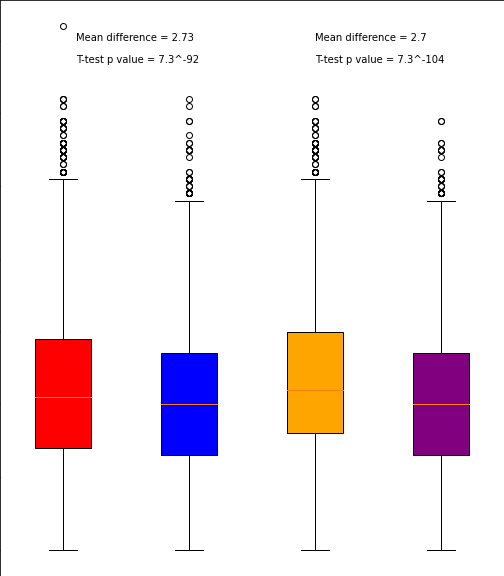 Mean difference = 2.73
T-test p value = 7.3^-92
Mean difference = 2.7
T-test p value = 7.3^-104